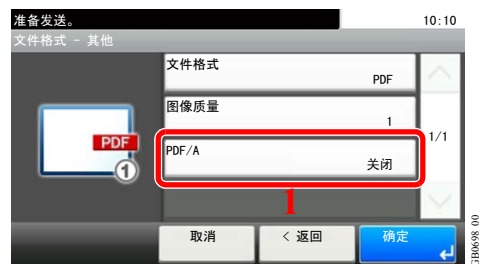 准备发送。 10:10
文件格式 - 其他
文件格式
PDF
图像质量
1
PDF/A
关闭
1/1
PDF
1
1
取消 < 返回 确定
GB0698_00